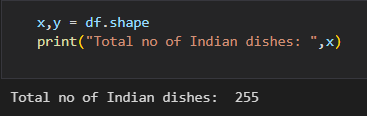 x,y = df.shape
print("Total no of Indian dishes: ",x)
Total no of Indian dishes:  255